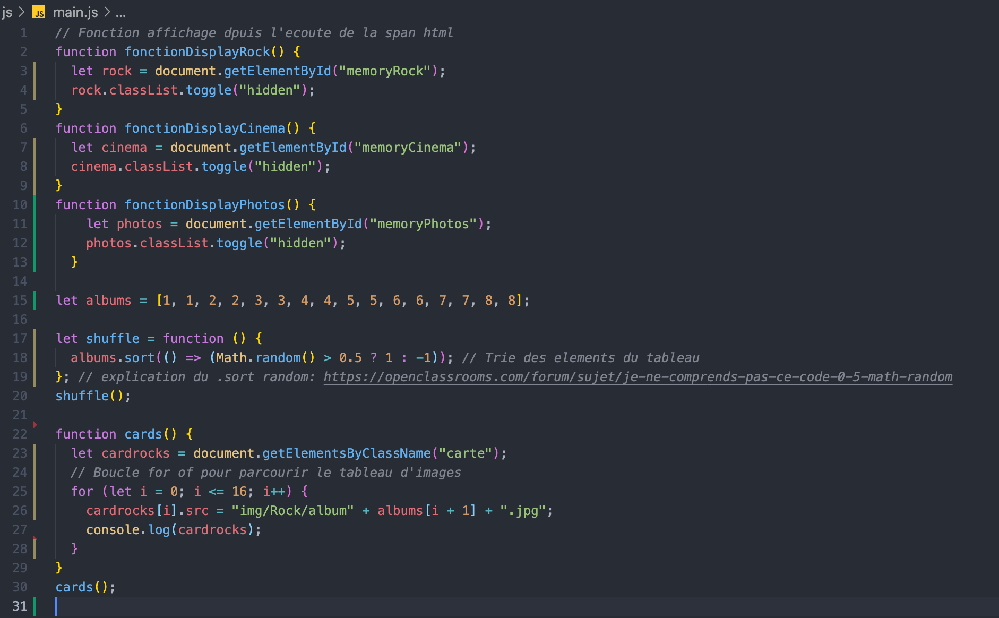 js > JS main.js > ...
1 // Fonction affichage dpuis l'ecoute de la span html
2 function fonctionDisplayRock() {
3   let rock = document.getElementById("memoryRock");
4   rock.classList.toggle("hidden");
5 }
6 function fonctionDisplayCinema() {
7   let cinema = document.getElementById("memoryCinema");
8   cinema.classList.toggle("hidden");
9 }
10 function fonctionDisplayPhotos() {
11     let photos = document.getElementById("memoryPhotos");
12     photos.classList.toggle("hidden");
13   }
14
15 let albums = [1, 1, 2, 2, 3, 3, 4, 4, 5, 5, 6, 6, 7, 7, 8, 8];
16
17 let shuffle = function () {
18   albums.sort(() => (Math.random() > 0.5 ? 1 : -1)); // Trie des elements du tableau
19 }; // explication du .sort random: https://openclassrooms.com/forum/sujet/je-ne-comprends-pas-ce-code-0-5-math-random
20 shuffle();
21
22 function cards() {
23   let cardrocks = document.getElementsByClassName("carte");
24   // Boucle for of pour parcourir le tableau d'images
25   for (let i = 0; i <= 16; i++) {
26     cardrocks[i].src = "img/Rock/album" + albums[i + 1] + ".jpg";
27     console.log(cardrocks);
28   }
29 }
30 cards();
31